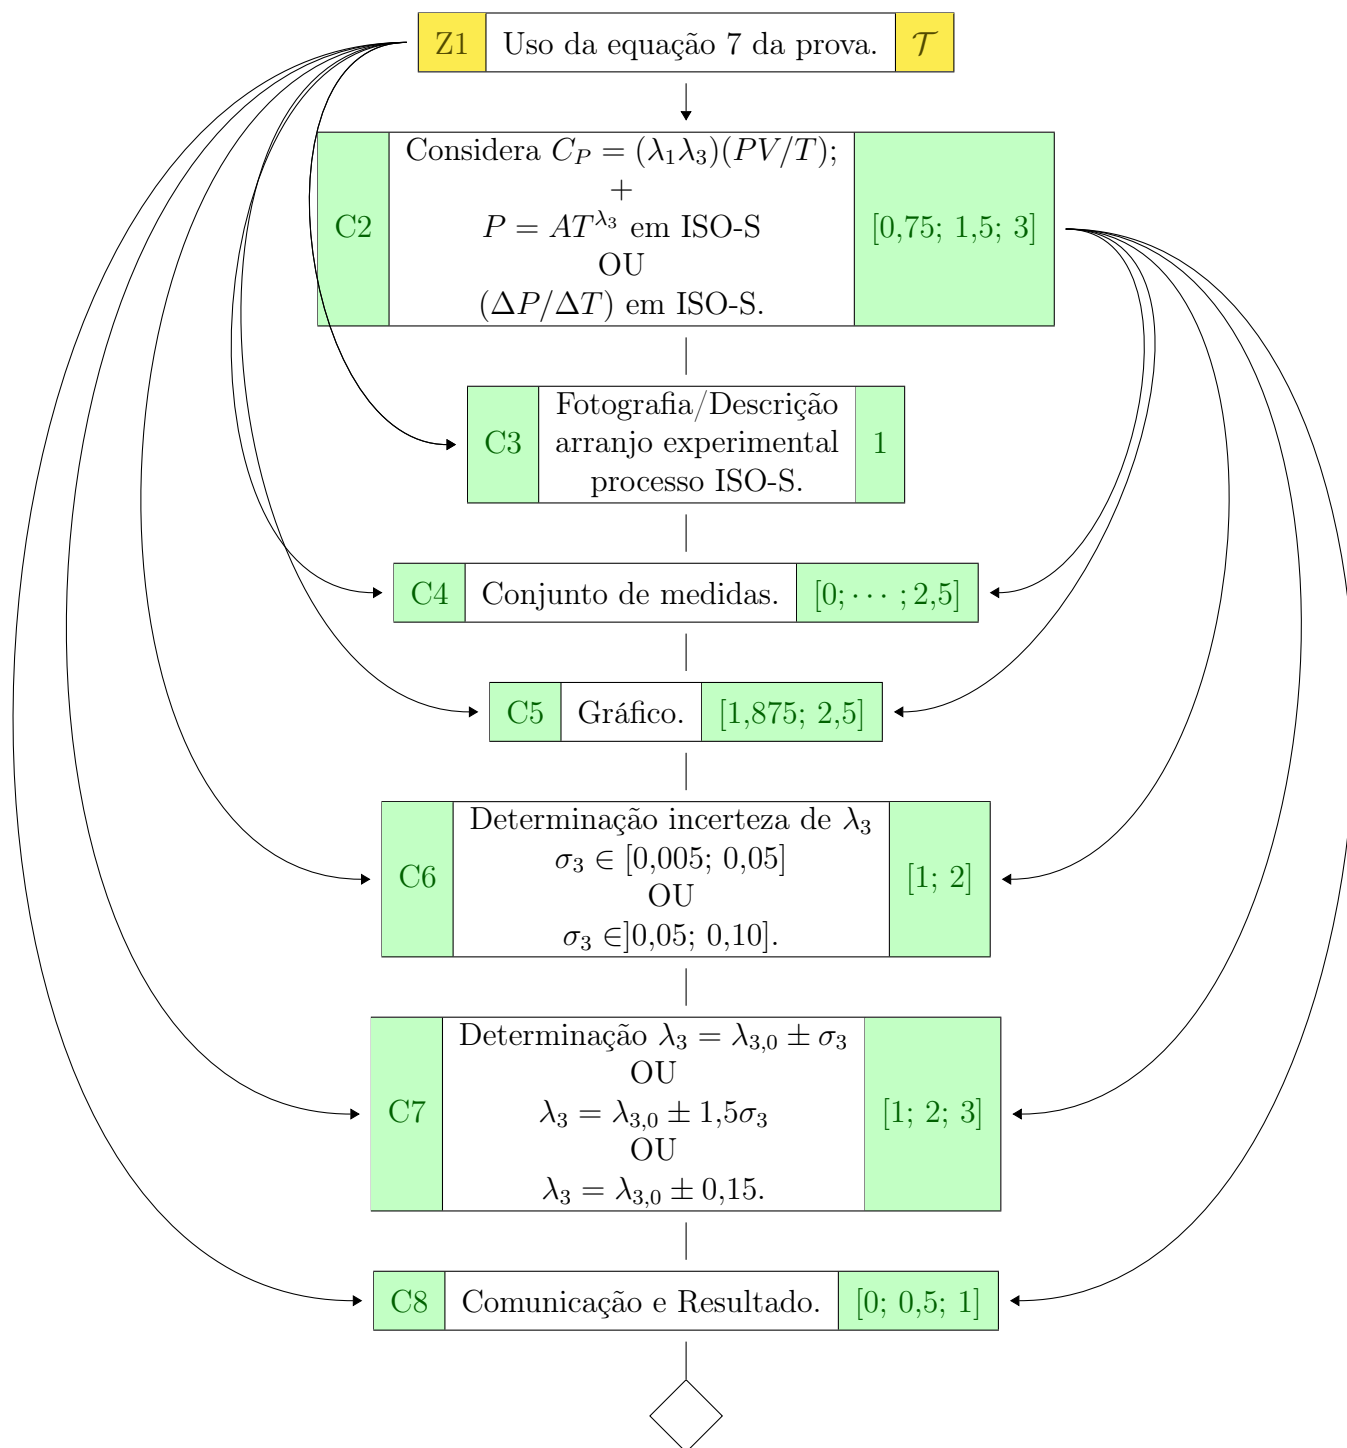 Z1 Uso da equação 7 da prova. 𝒯
Considera C_P = (λ₁λ₃)(PV/T);
+
C2 P = AT^{λ₃} em ISO-S [0,75; 1,5; 3]
OU
(ΔP/ΔT) em ISO-S.
Fotografia/Descrição
C3 arranjo experimental 1
processo ISO-S.
C4 Conjunto de medidas. [0; ⋯ ; 2,5]
C5 Gráfico. [1,875; 2,5]
Determinação incerteza de λ₃
σ₃ ∈ [0,005; 0,05]
C6 [1; 2]
OU
σ₃ ∈]0,05; 0,10].
Determinação λ₃ = λ₃,₀ ± σ₃
OU
C7 λ₃ = λ₃,₀ ± 1,5σ₃ [1; 2; 3]
OU
λ₃ = λ₃,₀ ± 0,15.
C8 Comunicação e Resultado. [0; 0,5; 1]